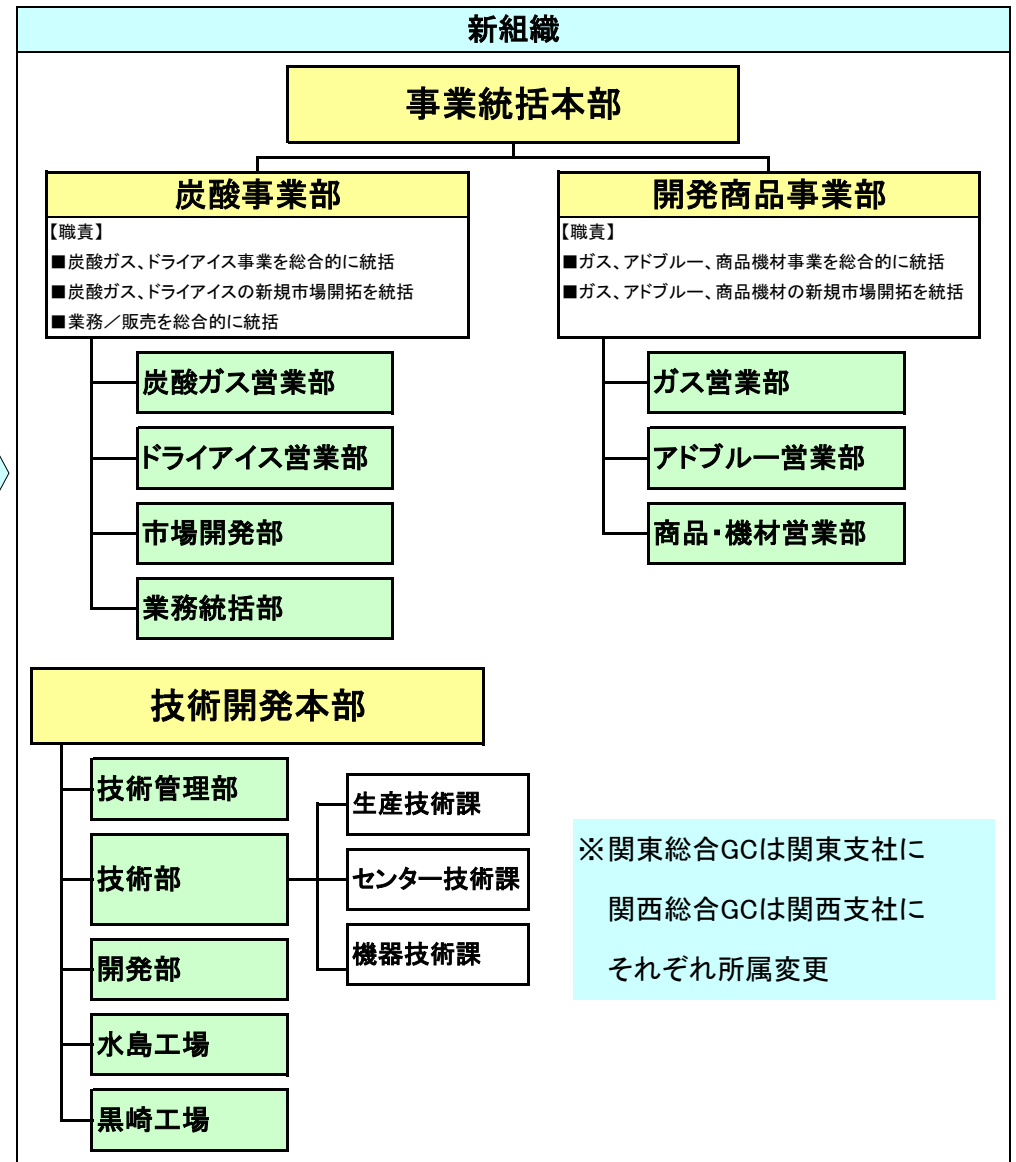 新組織
事業統括本部
炭酸事業部
【職責】
■炭酸ガス、ドライアイス事業を総合的に統括
■炭酸ガス、ドライアイスの新規市場開拓を統括
■業務／販売を総合的に統括
炭酸ガス営業部
ドライアイス営業部
市場開発部
業務統括部
開発商品事業部
【職責】
■ガス、アドブルー、商品機材事業を総合的に統括
■ガス、アドブルー、商品機材の新規市場開拓を統括
ガス営業部
アドブルー営業部
商品・機材営業部
技術開発本部
技術管理部
技術部
開発部
水島工場
黒崎工場
生産技術課
センター技術課
機器技術課
※関東総合GCは関東支社に
関西総合GCは関西支社に
それぞれ所属変更